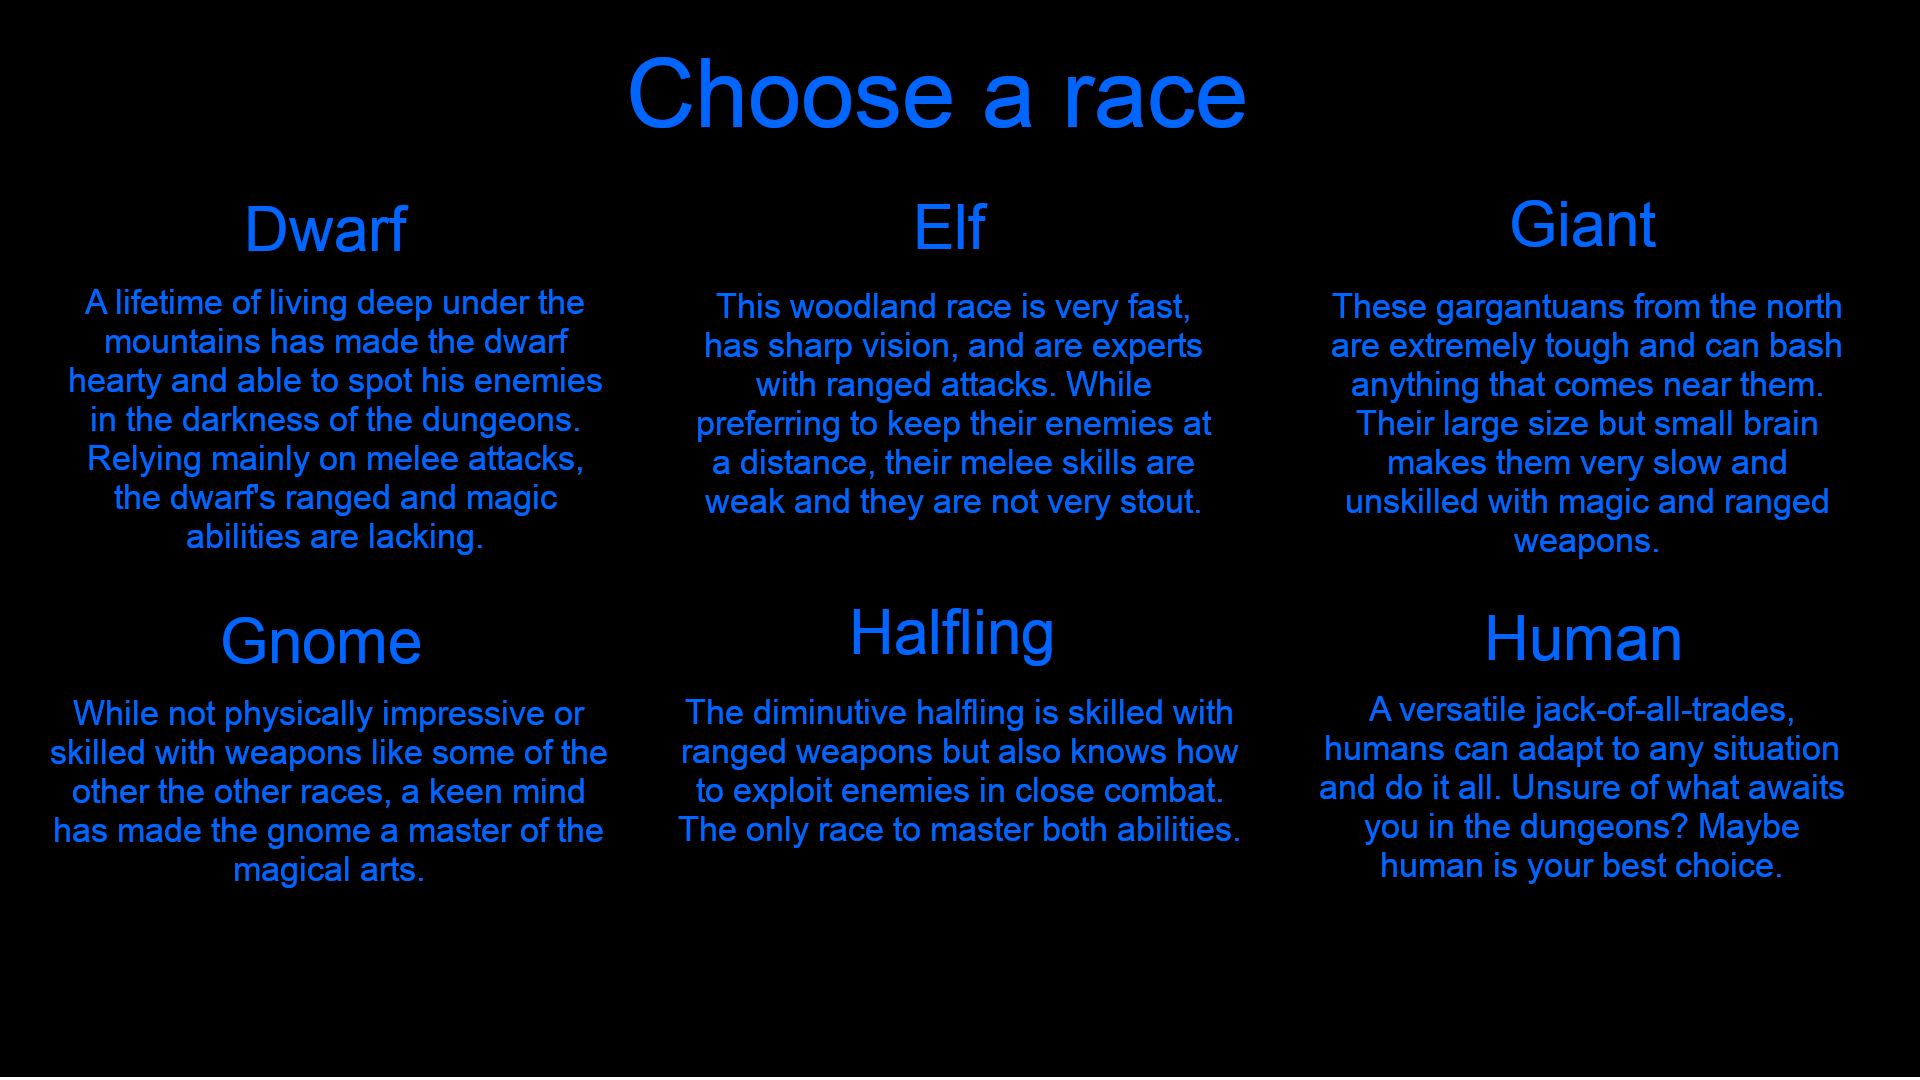 Choose a race
Dwarf
A lifetime of living deep under the
mountains has made the dwarf
hearty and able to spot his enemies
in the darkness of the dungeons.
Relying mainly on melee attacks,
the dwarf's ranged and magic
abilities are lacking.
Elf
This woodland race is very fast,
has sharp vision, and are experts
with ranged attacks. While
preferring to keep their enemies at
a distance, their melee skills are
weak and they are not very stout.
Giant
These gargantuans from the north
are extremely tough and can bash
anything that comes near them.
Their large size but small brain
makes them very slow and
unskilled with magic and ranged
weapons.
Gnome
While not physically impressive or
skilled with weapons like some of the
other the other races, a keen mind
has made the gnome a master of the
magical arts.
Halfling
The diminutive halfling is skilled with
ranged weapons but also knows how
to exploit enemies in close combat.
The only race to master both abilities.
Human
A versatile jack-of-all-trades,
humans can adapt to any situation
and do it all. Unsure of what awaits
you in the dungeons? Maybe
human is your best choice.